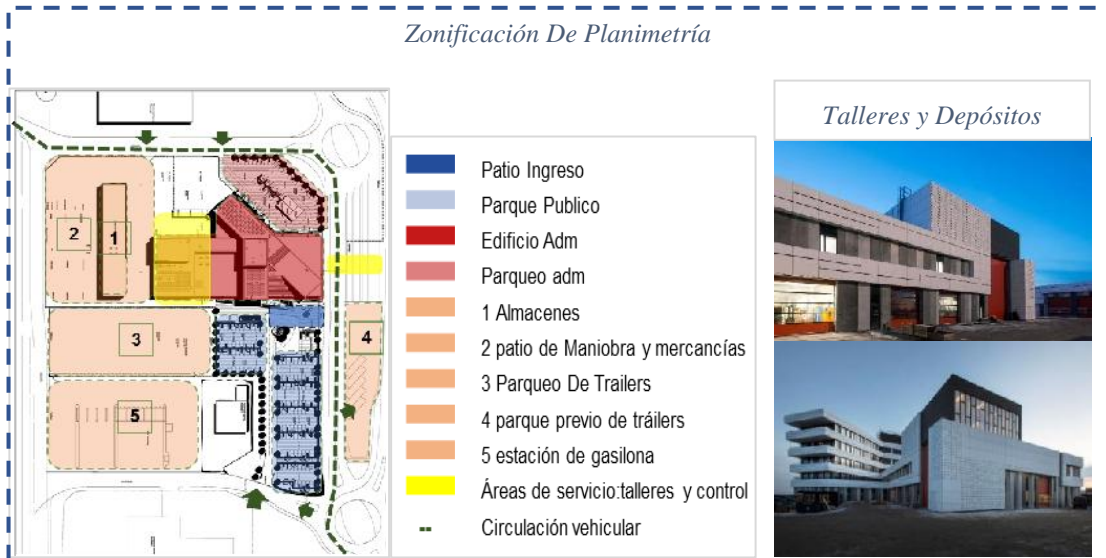 Zonificación De Planimetría
Talleres y Depósitos
Patio Ingreso
Parque Publico
Edificio Adm
Parqueo adm
1 Almacenes
2 patio de Maniobra y mercancías
3 Parqueo De Trailers
4 parque previo de tráilers
5 estación de gasilona
Áreas de servicio:talleres y control
Circulación vehicular
2
1
3
4
5